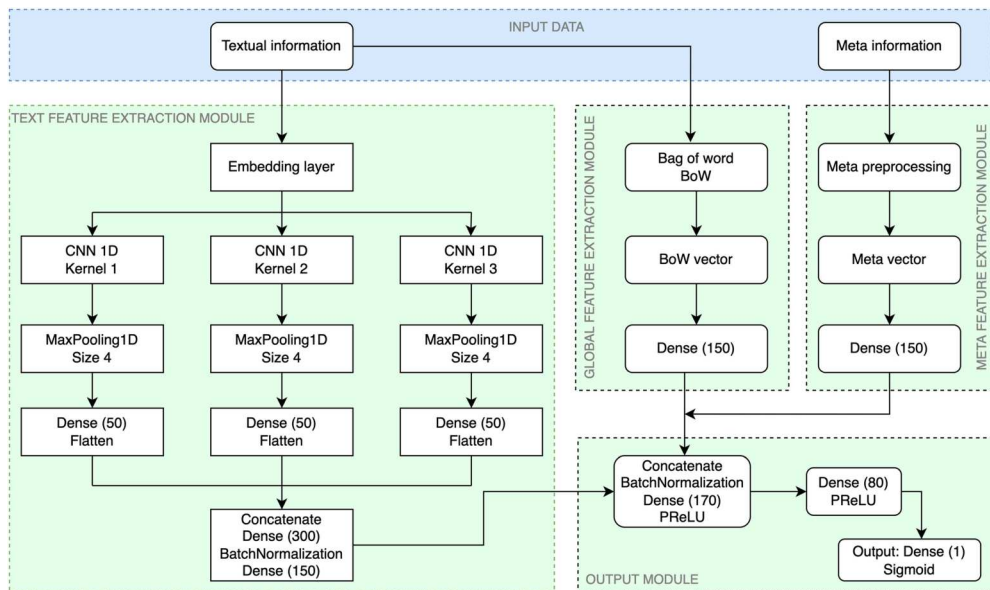 INPUT DATA
Textual information
Meta information
TEXT FEATURE EXTRACTION MODULE
Embedding layer
CNN 1D
Kernel 1
CNN 1D
Kernel 2
CNN 1D
Kernel 3
MaxPooling1D
Size 4
MaxPooling1D
Size 4
MaxPooling1D
Size 4
Dense (50)
Flatten
Dense (50)
Flatten
Dense (50)
Flatten
Concatenate
Dense (300)
BatchNormalization
Dense (150)
GLOBAL FEATURE EXTRACTION MODULE
Bag of word
BoW
BoW vector
Dense (150)
META FEATURE EXTRACTION MODULE
Meta preprocessing
Meta vector
Dense (150)
Concatenate
BatchNormalization
Dense (170)
PReLU
Dense (80)
PReLU
Output: Dense (1)
Sigmoid
OUTPUT MODULE